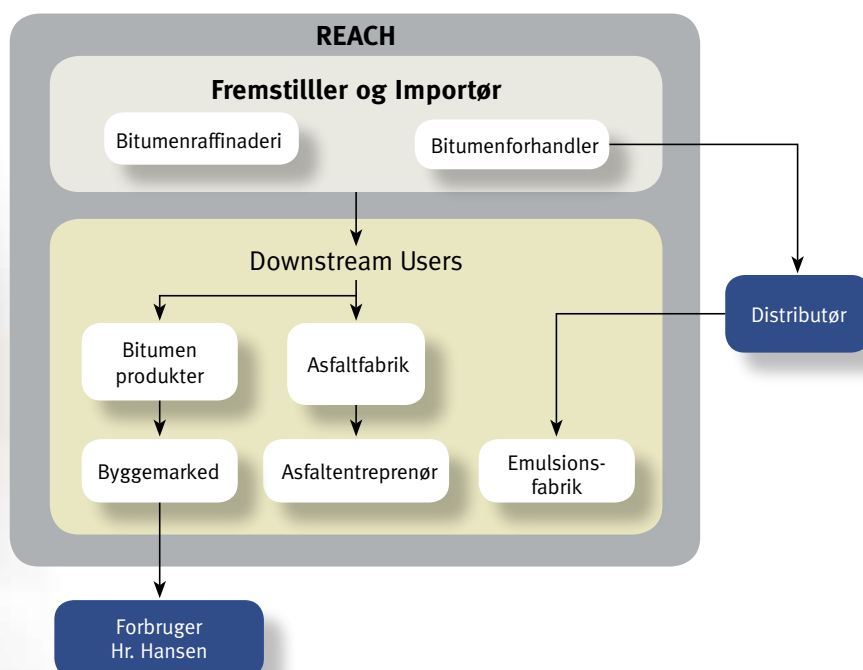 REACH
Fremstilller og Importør
Bitumenraffinaderi
Bitumenforhandler
Downstream Users
Distributør
Bitumen
produkter
Asfaltfabrik
Byggemarked
Asfaltentreprenør
Emulsions-
fabrik
Forbruger
Hr. Hansen